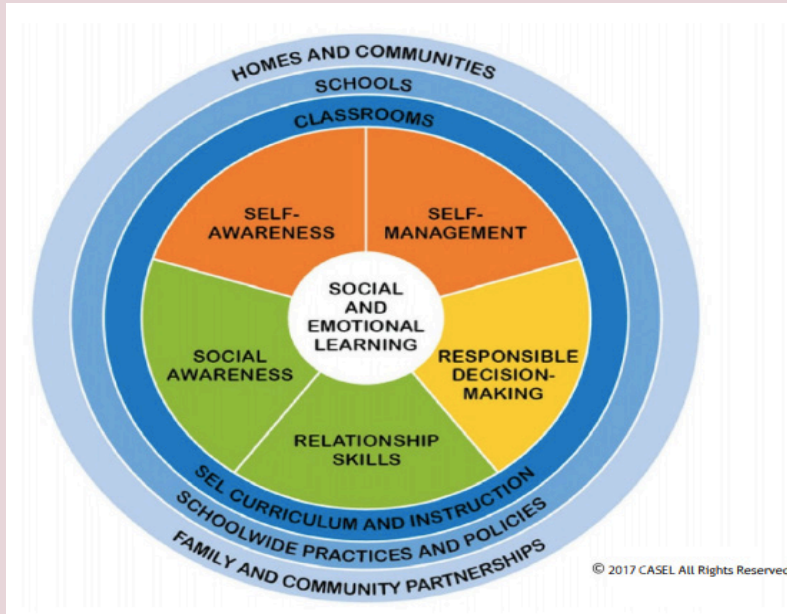 HOMES AND COMMUNITIES
SCHOOLS
CLASSROOMS
SELF-
AWARENESS
SELF-
MANAGEMENT
SOCIAL
AND
EMOTIONAL
LEARNING
SOCIAL
AWARENESS
RESPONSIBLE
DECISION-
MAKING
RELATIONSHIP
SKILLS
SEL CURRICULUM AND INSTRUCTION
SCHOOLWIDE PRACTICES AND POLICIES
FAMILY AND COMMUNITY PARTNERSHIPS
© 2017 CASEL All Rights Reserved